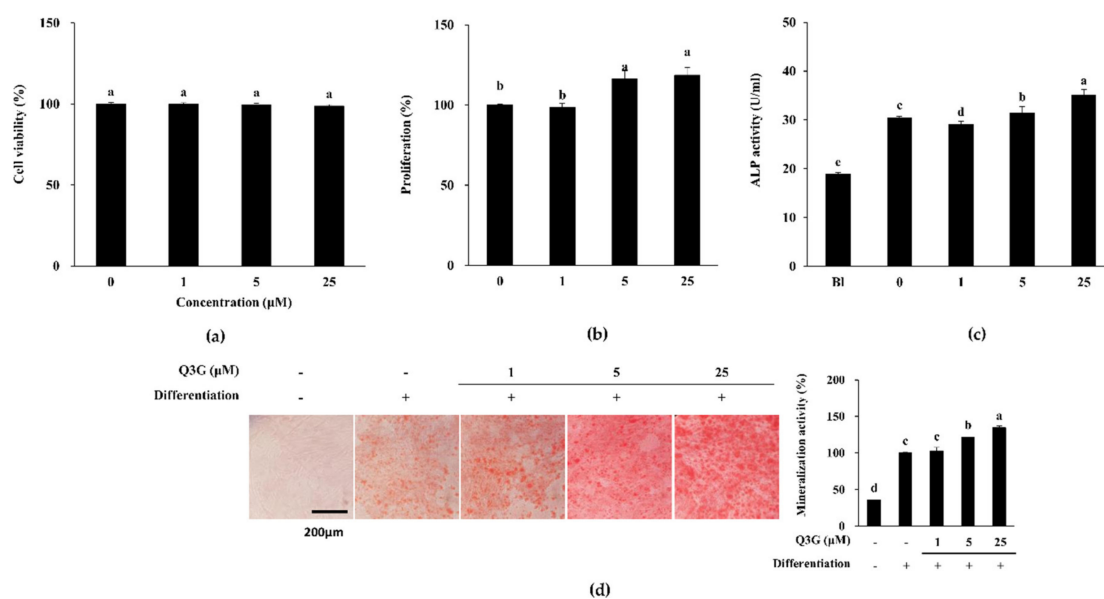 150
100
50
0
Cell viability (%)
a a a a
0 1 5 25
Concentration (µM)
(a)
150
100
50
0
Proliferation (%)
b b a a
0 1 5 25
(b)
50
40
30
20
10
0
ALP activity (U/ml)
e c d b a
Bl 0 1 5 25
(c)
Q3G (µM) - - 1 5 25
Differentiation - + + + +
200µm
200
150
100
50
0
Mineralization activity (%)
d c c b a
Q3G (µM) - - 1 5 25
Differentiation - + + + +
(d)